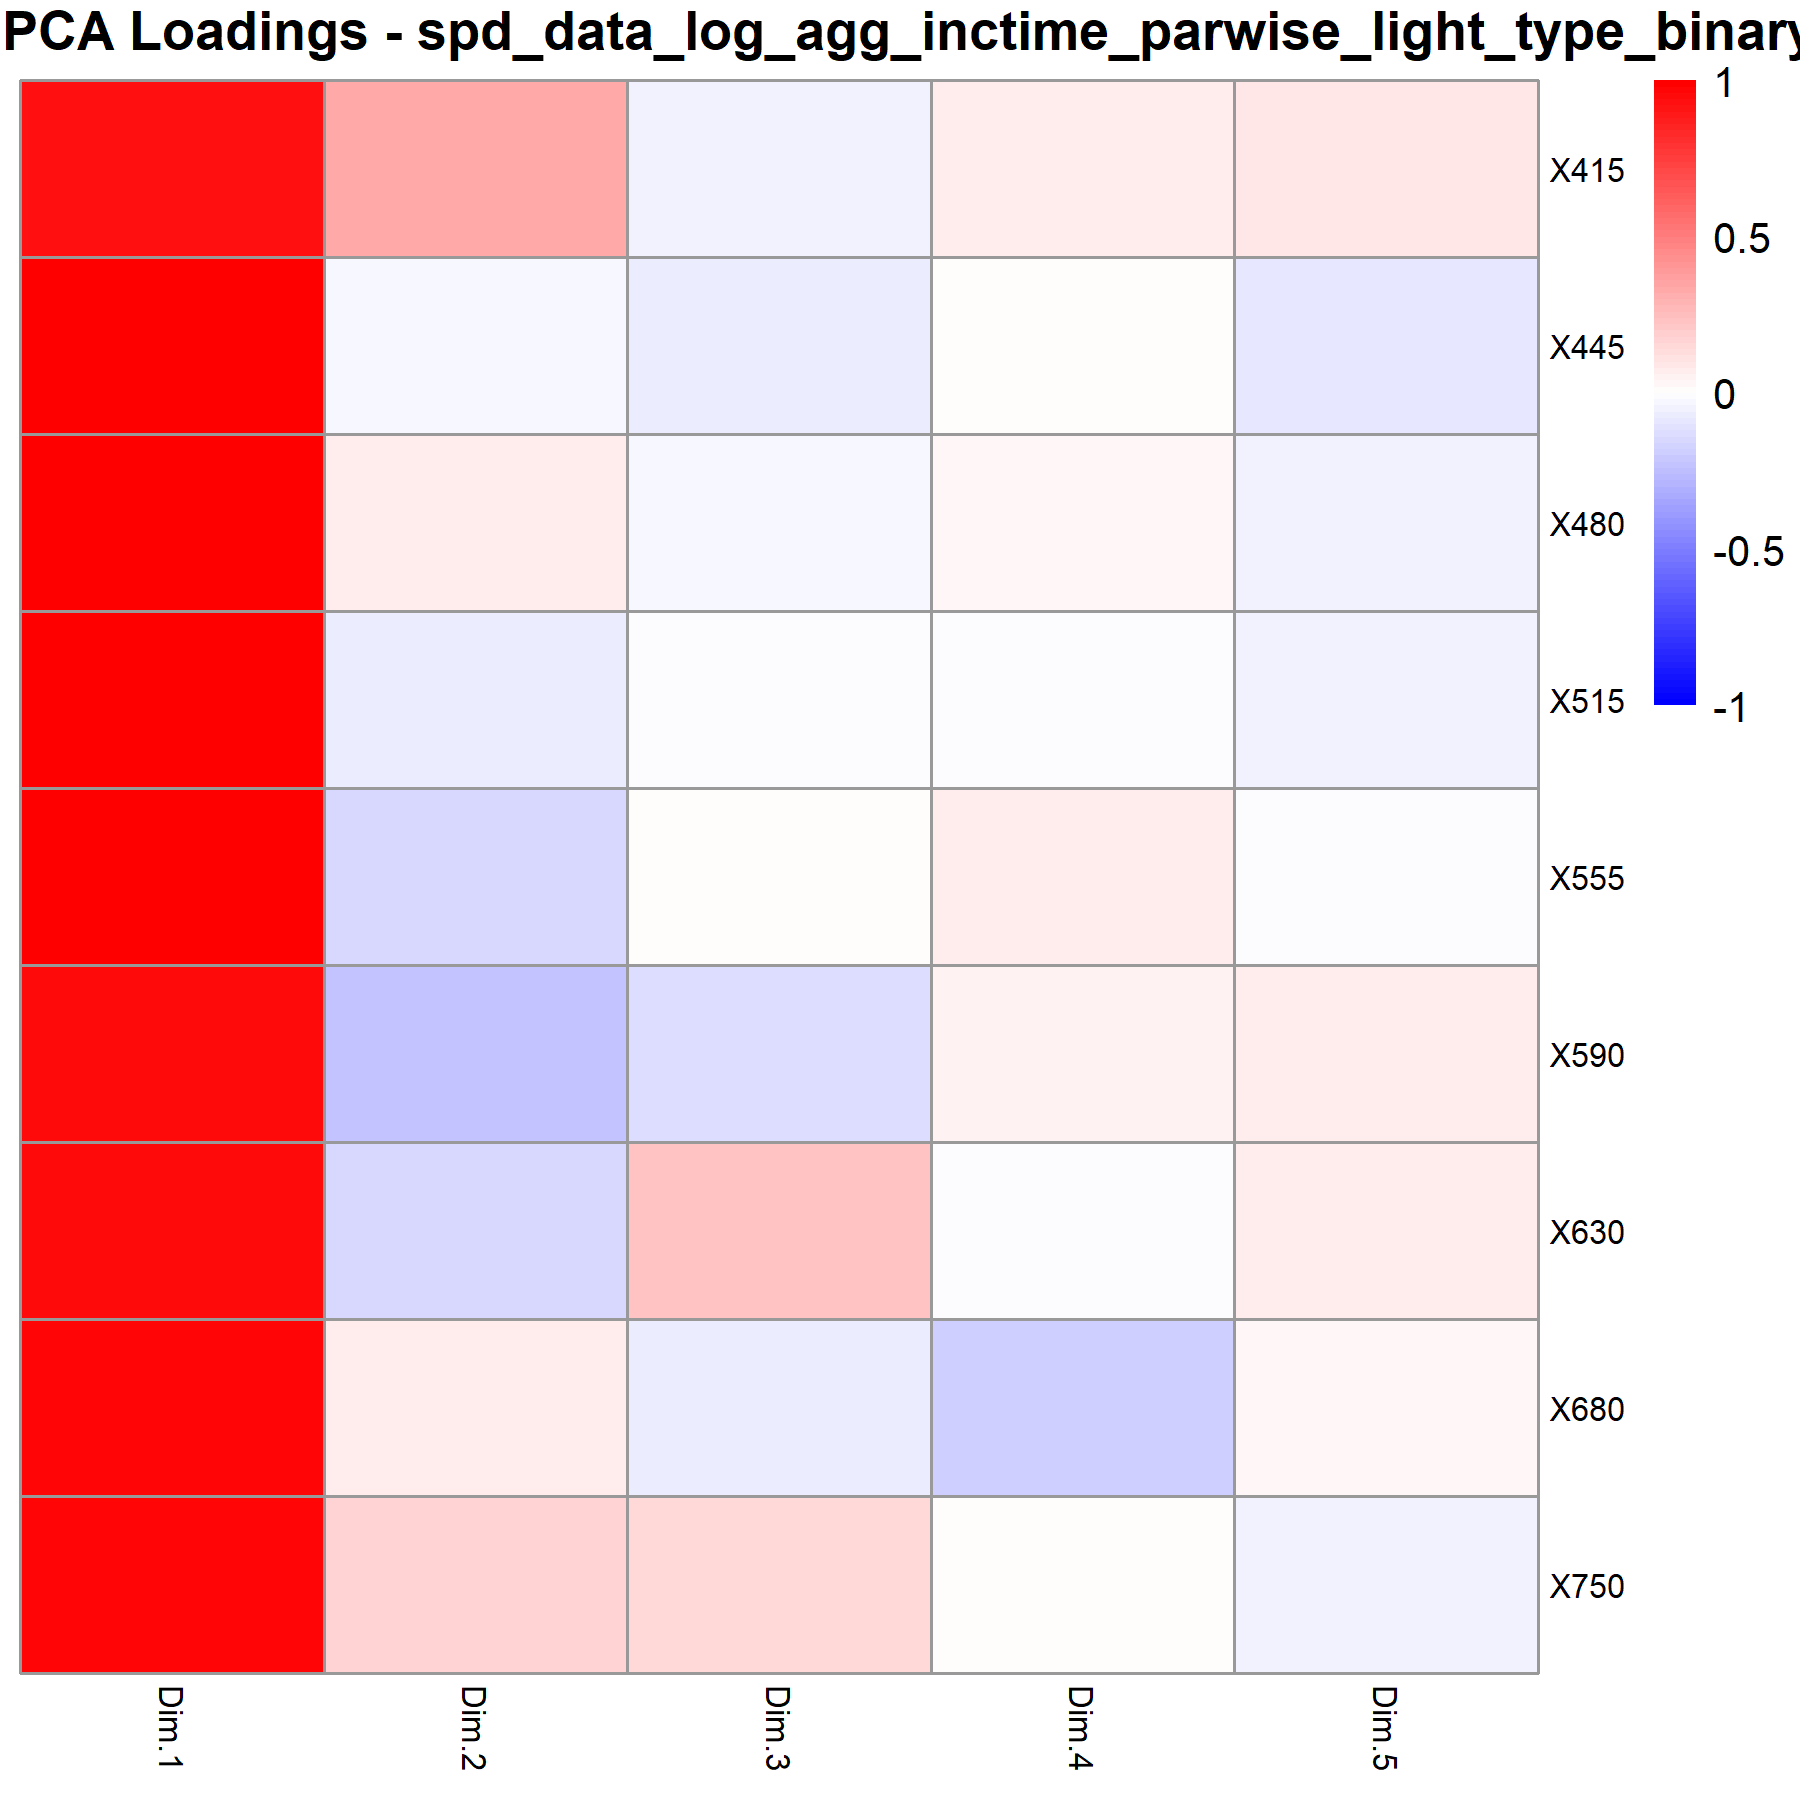 PCA Loadings - spd_data_log_agg_inctime_parwise_light_type_binary
1
X415
0.5
X445
0
X480
-0.5
X515
-1
X555
X590
X630
X680
X750
Dim.1
Dim.2
Dim.3
Dim.4
Dim.5